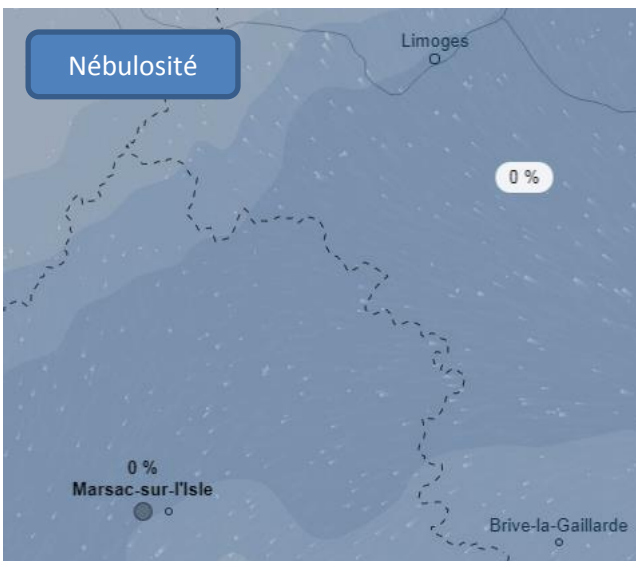 Nébulosité
Limoges
0 %
0 %
Marsac-sur-l'Isle
Brive-la-Gaillarde